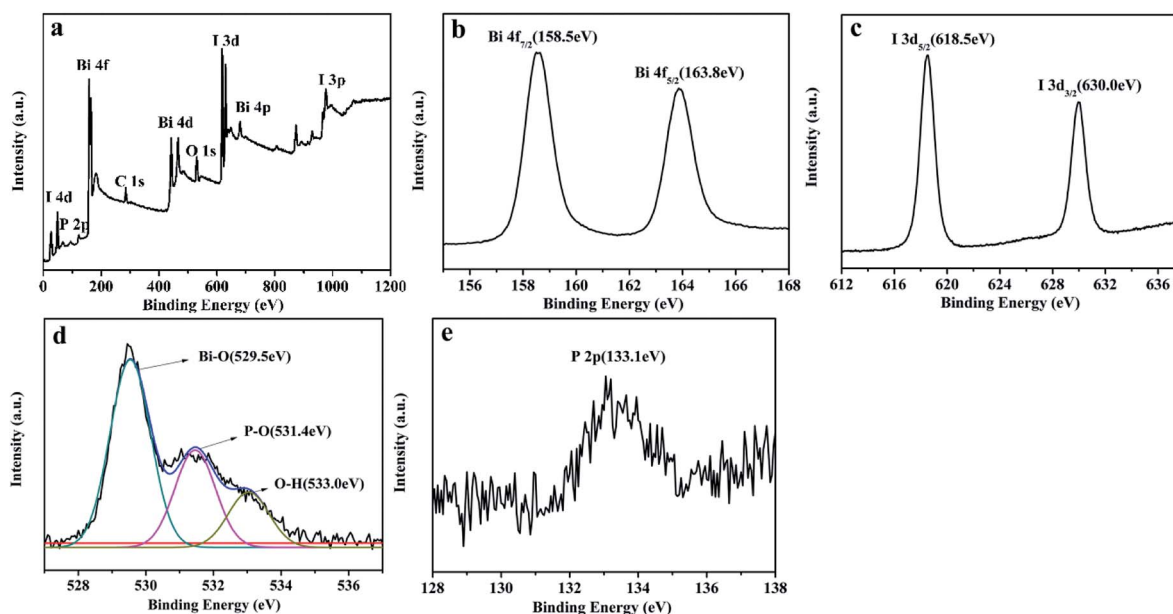 a
I 3d
Bi 4f
I 3p
Bi 4p
Bi 4d
O 1s
C 1s
I 4d
P 2p
Intensity (a.u.)
0 200 400 600 800 1000 1200
Binding Energy (eV)
b
Bi 4f7/2(158.5eV)
Bi 4f5/2(163.8eV)
Intensity (a.u.)
156 158 160 162 164 166 168
Binding Energy (eV)
c
I 3d5/2(618.5eV)
I 3d3/2(630.0eV)
Intensity (a.u.)
612 616 620 624 628 632 636
Binding Energy (eV)
d
Bi-O(529.5eV)
P-O(531.4eV)
O-H(533.0eV)
Intensity (a.u.)
528 530 532 534 536
Binding Energy (eV)
e
P 2p(133.1eV)
Intensity (a.u.)
128 130 132 134 136 138
Binding Energy (eV)